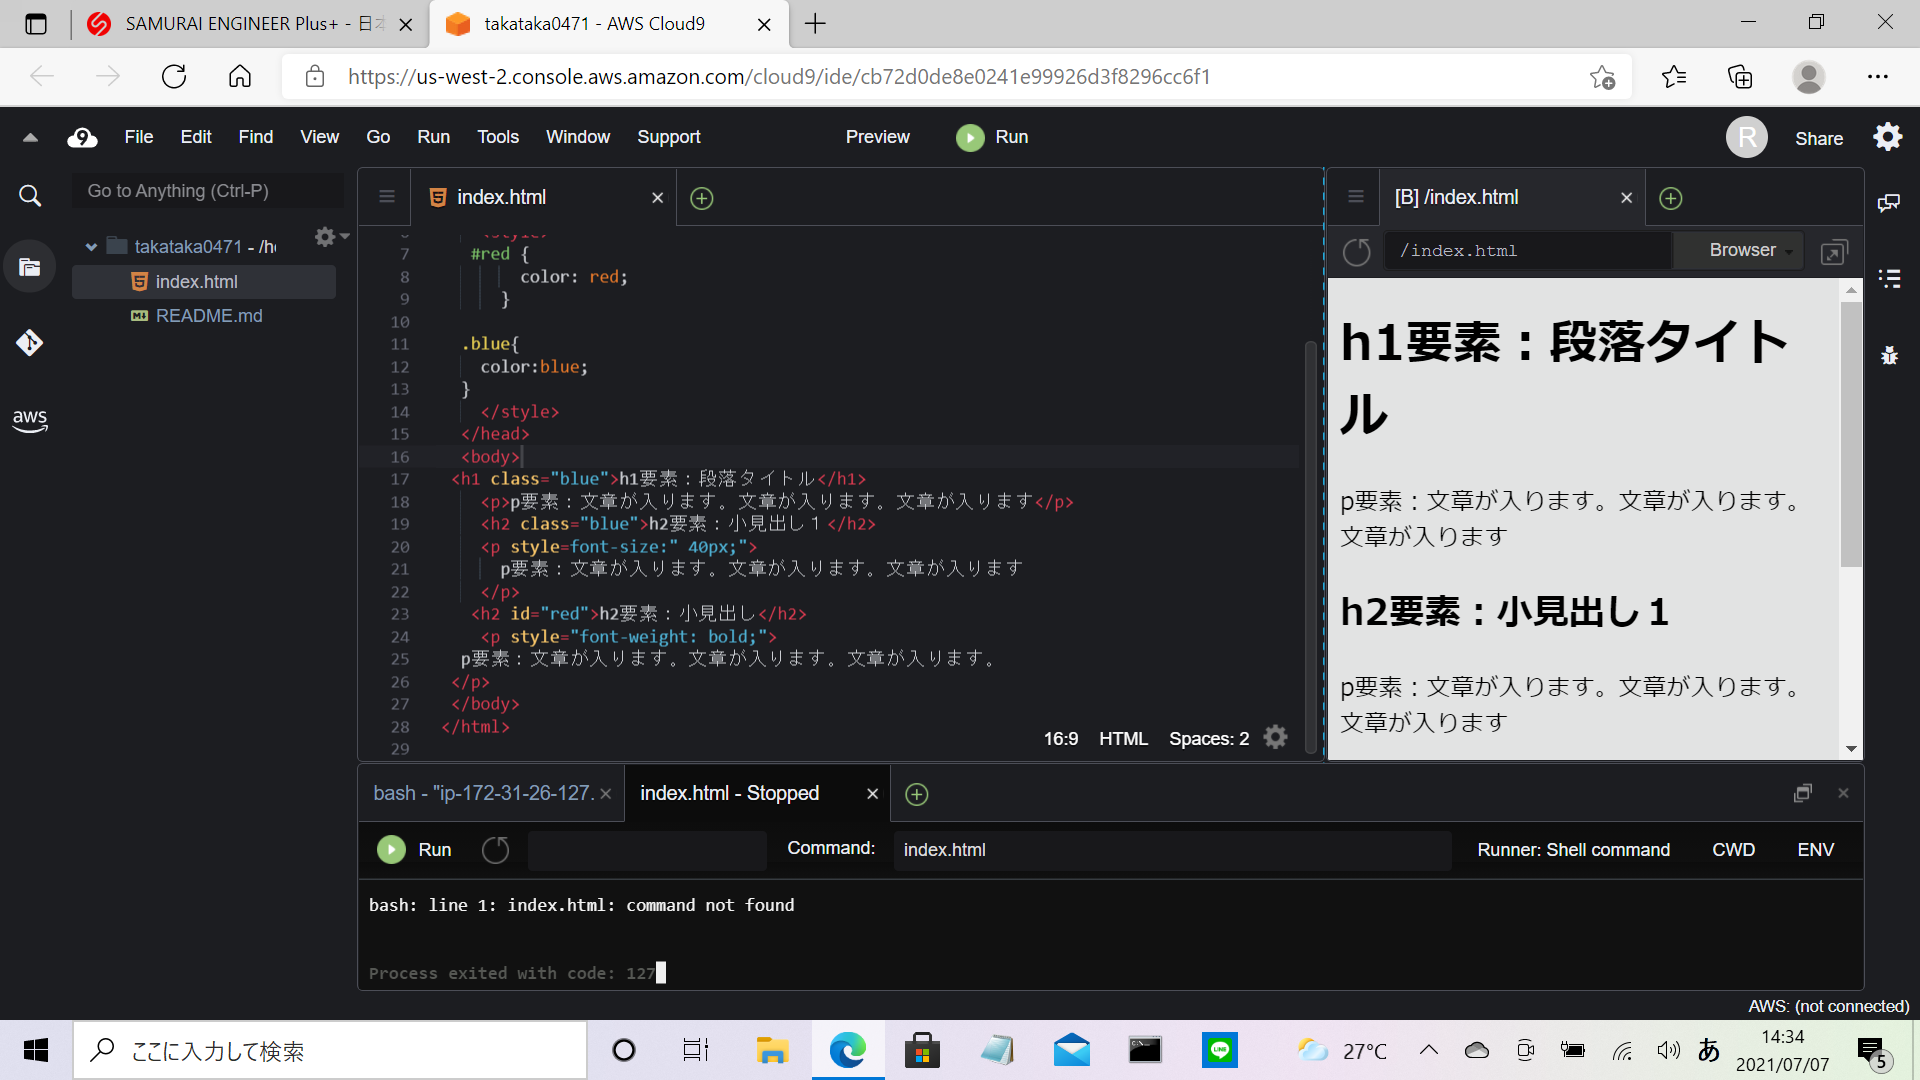 SAMURAI ENGINEER Plus+ - 日本
takataka0471 - AWS Cloud9
https://us-west-2.console.aws.amazon.com/cloud9/ide/cb72d0de8e0241e99926d3f8296cc6f1
9 File Edit Find View Go Run Tools Window Support Preview Run R Share
Go to Anything (Ctrl-P)
takataka0471 - /he
index.html
README.md
aws
index.html
6 <style>
7 #red {
8 color: red;
9 }
10
11 .blue{
12 color:blue;
13 }
14 </style>
15 </head>
16 <body>
17 <h1 class="blue">h1要素：段落タイトル</h1>
18 <p>p要素：文章が入ります。文章が入ります。文章が入ります</p>
19 <h2 class="blue">h2要素：小見出し１</h2>
20 <p style=font-size:" 40px;">
21 p要素：文章が入ります。文章が入ります。文章が入ります
22 </p>
23 <h2 id="red">h2要素：小見出し</h2>
24 <p style="font-weight: bold;">
25 p要素：文章が入ります。文章が入ります。文章が入ります。
26 </p>
27 </body>
28 </html>
29
16:9 HTML Spaces: 2
[B] /index.html
/index.html Browser
h1要素：段落タイト
ル
p要素：文章が入ります。文章が入ります。
文章が入ります
h2要素：小見出し１
p要素：文章が入ります。文章が入ります。
文章が入ります
bash - "ip-172-31-26-127.
index.html - Stopped
Run Command: index.html Runner: Shell command CWD ENV
bash: line 1: index.html: command not found
Process exited with code: 127
AWS: (not connected)
ここに入力して検索
LINE
27°C
あ
14:34
2021/07/07
5